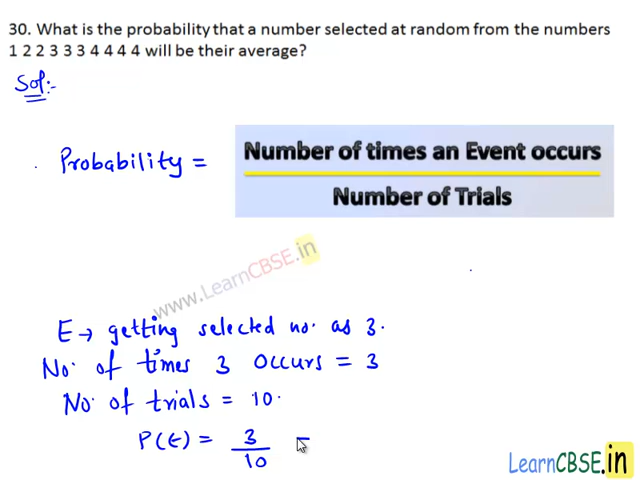 30. What is the probability that a number selected at random from the numbers
1 2 2 3 3 3 4 4 4 4 will be their average?
Sol:-
Probability =
Number of times an Event occurs
Number of Trials
www.LearnCBSE.in
E → getting selected no. as 3.
No. of times 3 occurs = 3
No. of trials = 10.
P(E) = 3/10 =
LearnCBSE.in